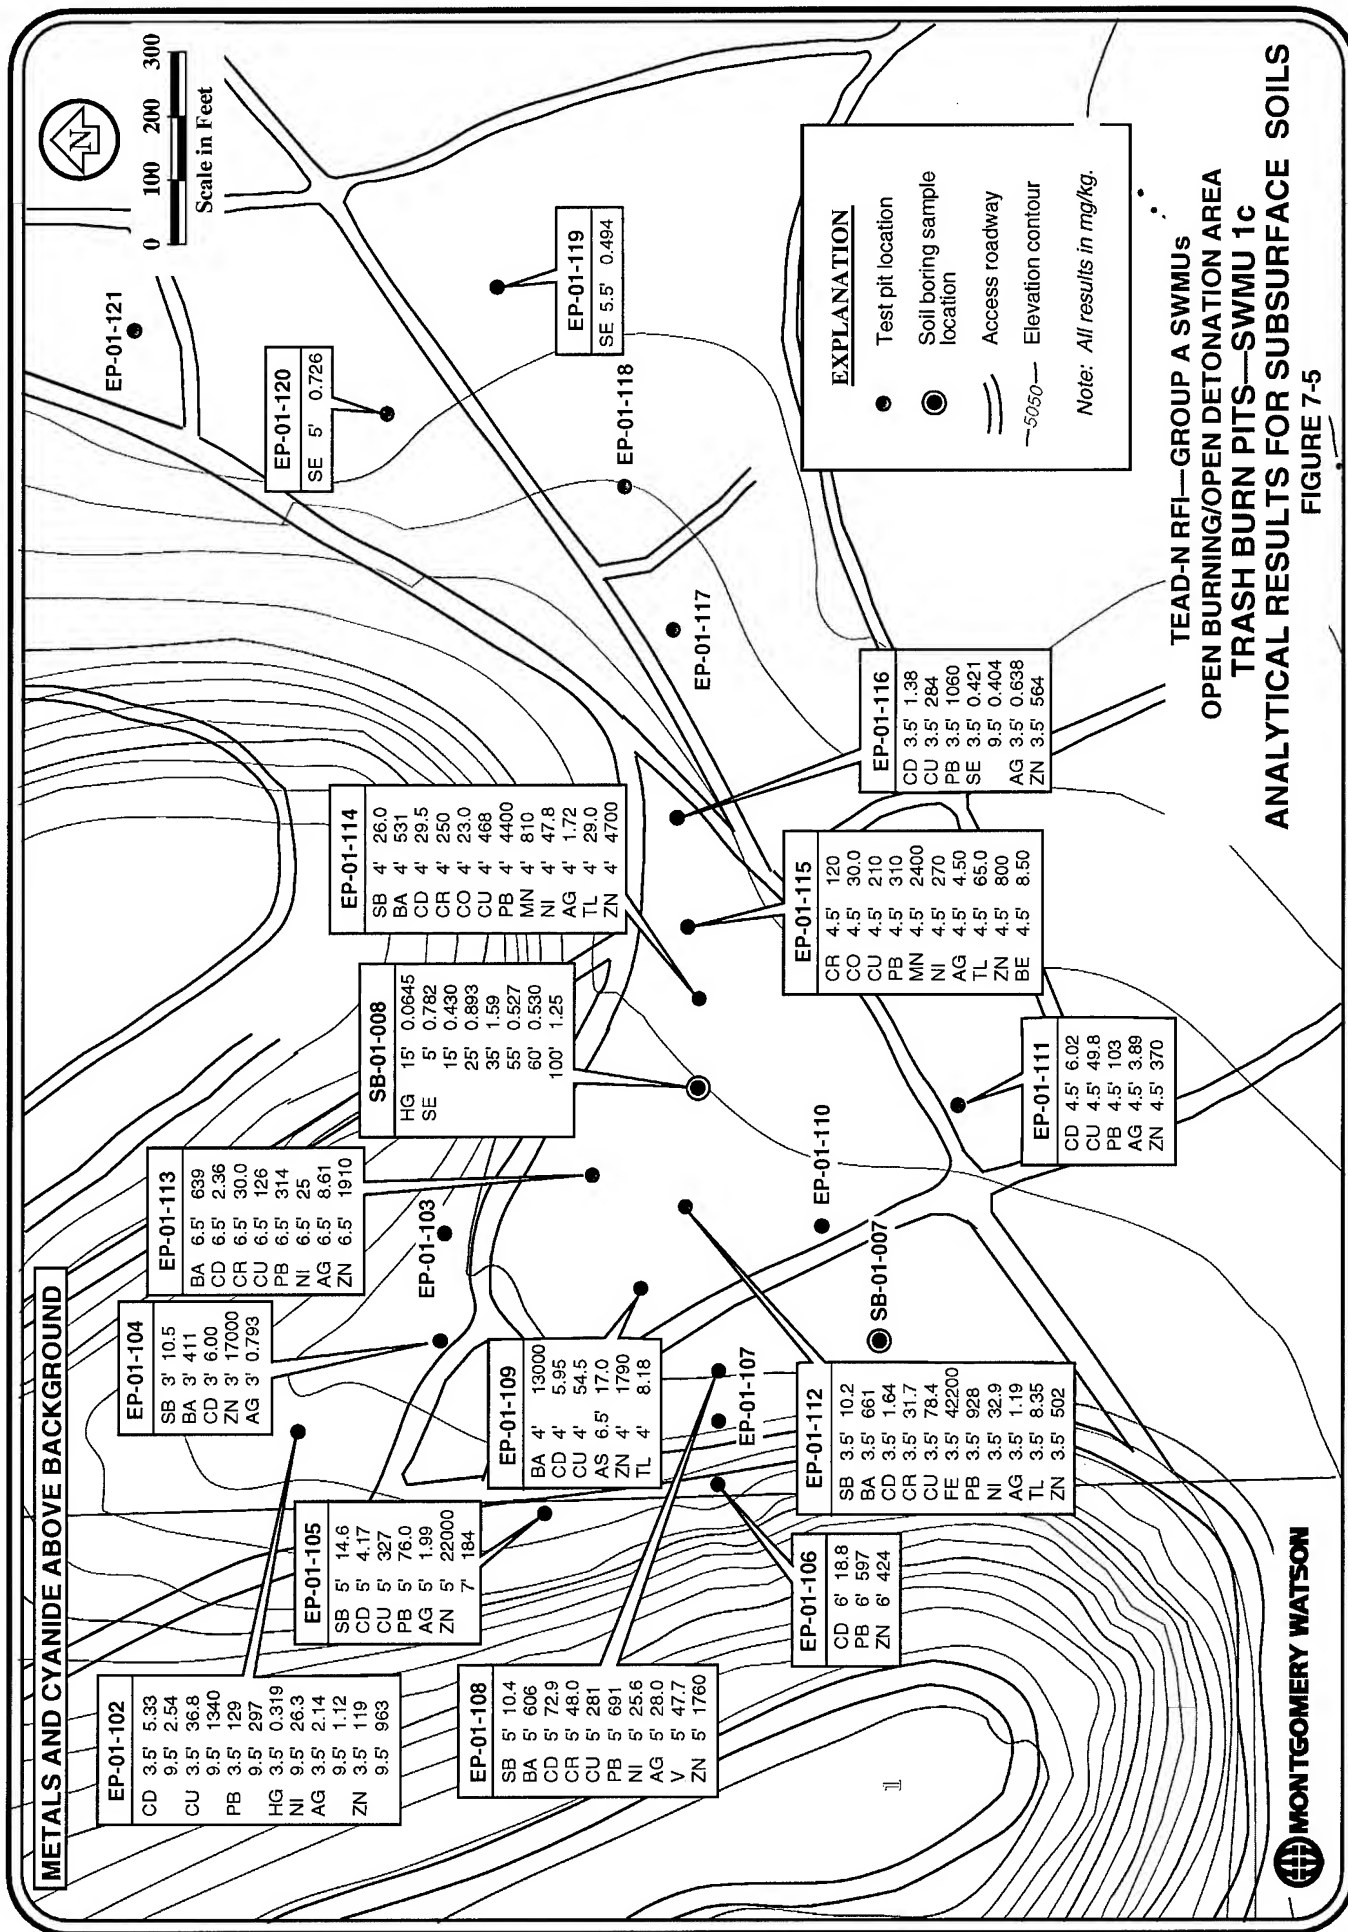 METALS AND CYANIDE ABOVE BACKGROUND
N
0 100 200 300
Scale in Feet
EP-01-102
CD 3.5' 5.33
9.5' 2.54
CU 3.5' 36.8
9.5' 1340
PB 3.5' 129
9.5' 297
HG 3.5' 0.319
NI 9.5' 26.3
AG 3.5' 2.14
9.5' 1.12
ZN 3.5' 119
9.5' 963
EP-01-104
SB 3' 10.5
BA 3' 411
CD 3' 6.00
ZN 3' 17000
AG 3' 0.793
EP-01-113
BA 6.5' 639
CD 6.5' 2.36
CR 6.5' 30.0
CU 6.5' 126
PB 6.5' 314
NI 6.5' 25
AG 6.5' 8.61
ZN 6.5' 1910
EP-01-121
EP-01-120
SE 5' 0.726
EP-01-105
SB 5' 14.6
CD 5' 4.17
CU 5' 327
PB 5' 76.0
AG 5' 1.99
ZN 5' 22000
7' 184
EP-01-103
SB-01-008
HG 15' 0.0645
SE 5' 0.782
15' 0.430
25' 0.893
35' 1.59
55' 0.527
60' 0.530
100' 1.25
EP-01-114
SB 4' 26.0
BA 4' 531
CD 4' 29.5
CR 4' 250
CO 4' 23.0
CU 4' 468
PB 4' 4400
MN 4' 810
NI 4' 47.8
AG 4' 1.72
TL 4' 29.0
ZN 4' 4700
EP-01-108
SB 5' 10.4
BA 5' 606
CD 5' 72.9
CR 5' 48.0
CU 5' 281
PB 5' 691
NI 5' 25.6
AG 5' 28.0
V 5' 47.7
ZN 5' 1760
EP-01-109
BA 4' 13000
CD 4' 5.95
CU 4' 54.5
AS 6.5' 17.0
ZN 4' 1790
TL 4' 8.18
EP-01-119
SE 5.5' 0.494
EP-01-118
EP-01-117
EP-01-107
EP-01-106
CD 6' 18.8
PB 6' 597
ZN 6' 424
EP-01-112
SB 3.5' 10.2
BA 3.5' 661
CD 3.5' 1.64
CR 3.5' 31.7
CU 3.5' 78.4
FE 3.5' 42200
PB 3.5' 928
NI 3.5' 32.9
AG 3.5' 1.19
TL 3.5' 8.35
ZN 3.5' 502
EP-01-110
SB-01-007
EP-01-115
CR 4.5' 120
CO 4.5' 30.0
CU 4.5' 210
PB 4.5' 310
MN 4.5' 2400
NI 4.5' 270
AG 4.5' 4.50
TL 4.5' 65.0
ZN 4.5' 800
BE 4.5' 8.50
EP-01-116
CD 3.5' 1.38
CU 3.5' 284
PB 3.5' 1060
SE 3.5' 0.421
9.5' 0.404
AG 3.5' 0.638
ZN 3.5' 564
EP-01-111
CD 4.5' 6.02
CU 4.5' 49.8
PB 4.5' 103
AG 4.5' 3.89
ZN 4.5' 370
EXPLANATION
Test pit location
Soil boring sample
location
Access roadway
5050 Elevation contour
Note: All results in mg/kg.
TEAD-N RFI—GROUP A SWMUs
OPEN BURNING/OPEN DETONATION AREA
TRASH BURN PITS—SWMU 1c
ANALYTICAL RESULTS FOR SUBSURFACE SOILS
FIGURE 7-5
MONTGOMERY WATSON